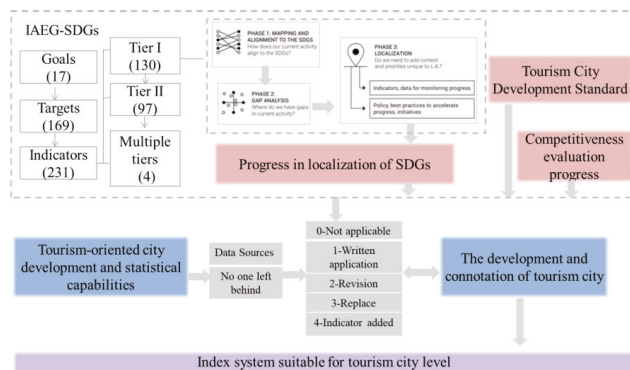 IAEG-SDGs
Goals
(17)
Targets
(169)
Indicators
(231)
Tier I
(130)
Tier II
(97)
Multiple
tiers
(4)
PHASE 1: MAPPING AND
ALIGNMENT TO THE SDGS
How does our current activity
align to the SDGs?
PHASE 2:
GAP ANALYSIS
Where do we have gaps
in current activity?
PHASE 3:
LOCALIZATION
Do we need to add context
and priorities unique to L.A.?
Indicators, data for monitoring progress
Policy, best practices to accelerate
progress, initiatives
Progress in localization of SDGs
Tourism City
Development Standard
Competitiveness
evaluation
progress
Tourism-oriented city
development and statistical
capabilities
Data Sources
No one left
behind
0-Not applicable
1-Written
application
2-Revision
3-Replace
4-Indicator added
The development and
connotation of tourism city
Index system suitable for tourism city level